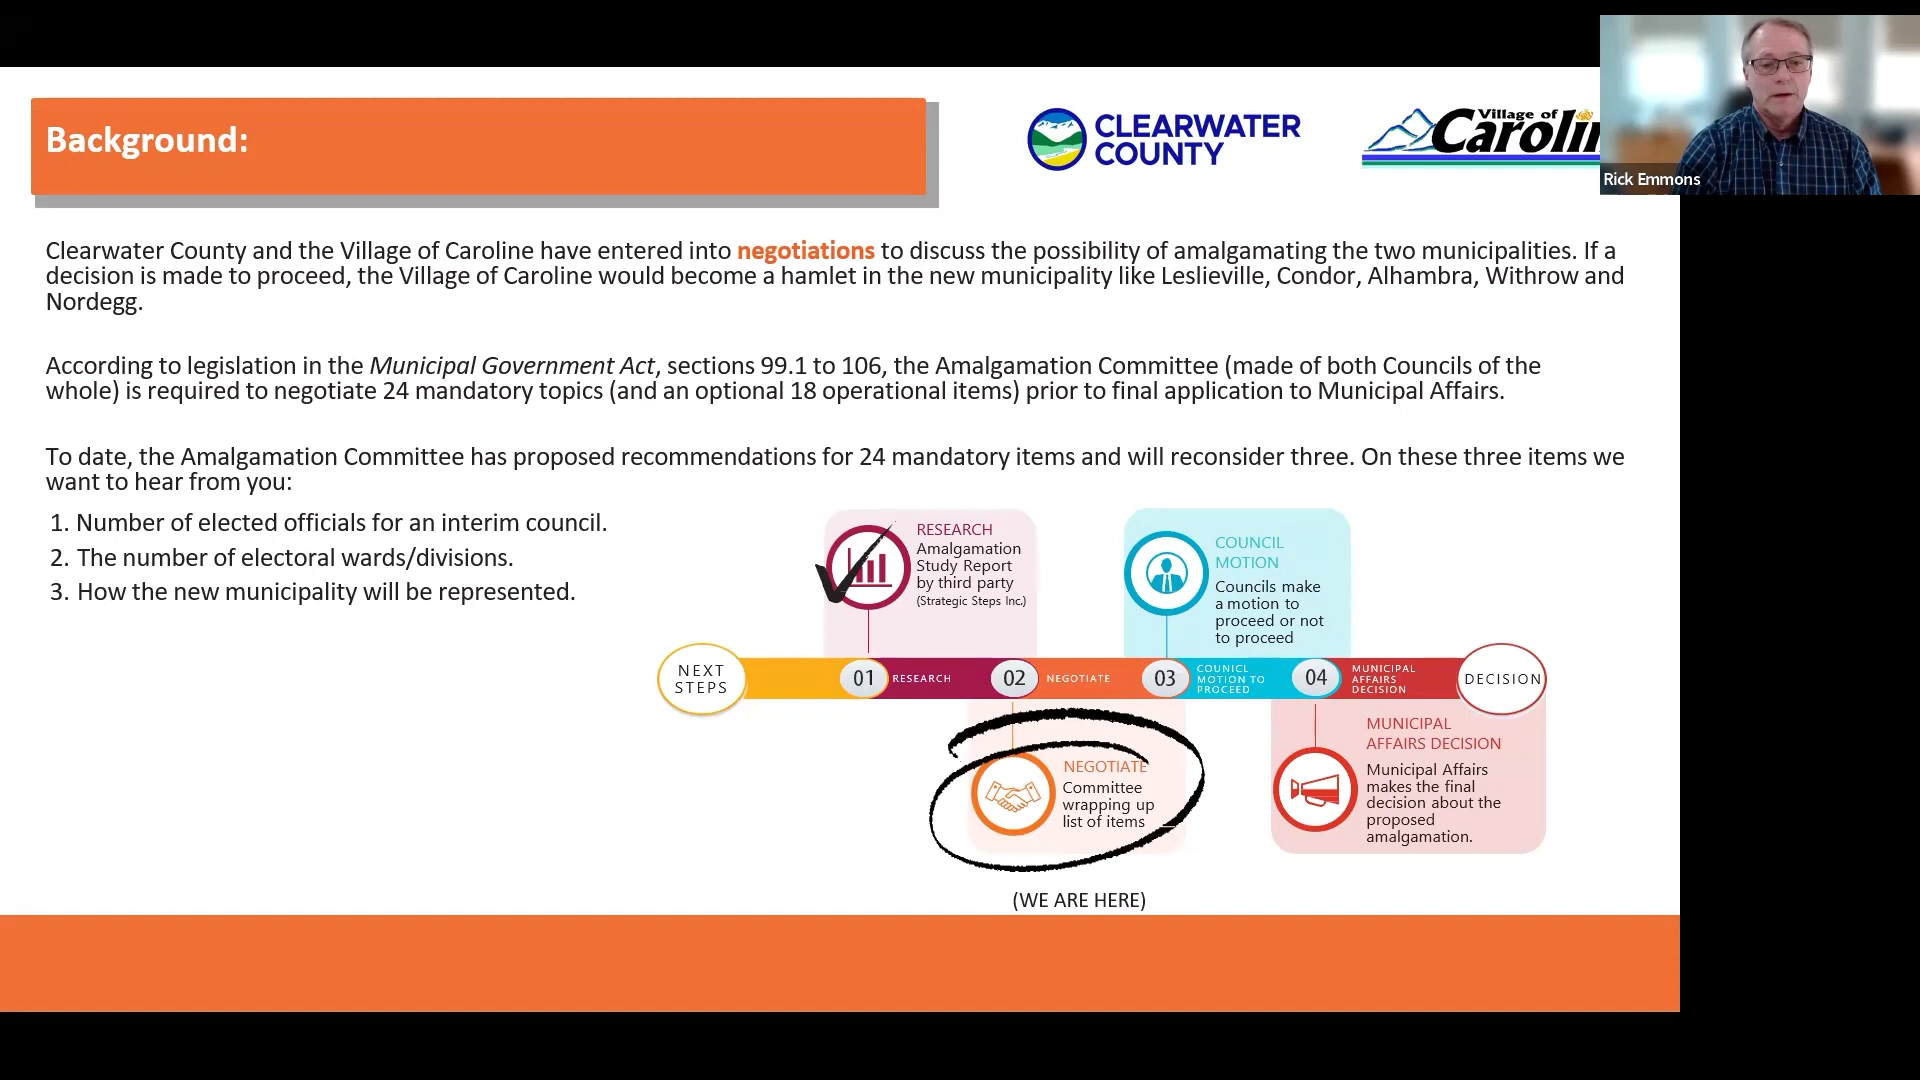 Background:
CLEARWATER
COUNTY
Village of
Rick Emmons
Clearwater County and the Village of Caroline have entered into negotiations to discuss the possibility of amalgamating the two municipalities. If a
decision is made to proceed, the Village of Caroline would become a hamlet in the new municipality like Leslieville, Condor, Alhambra, Withrow and
Nordegg.
According to legislation in the Municipal Government Act, sections 99.1 to 106, the Amalgamation Committee (made of both Councils of the
whole) is required to negotiate 24 mandatory topics (and an optional 18 operational items) prior to final application to Municipal Affairs.
To date, the Amalgamation Committee has proposed recommendations for 24 mandatory items and will reconsider three. On these three items we
want to hear from you:
1. Number of elected officials for an interim council.
2. The number of electoral wards/divisions.
3. How the new municipality will be represented.
RESEARCH
Amalgamation
Study Report
by third party
(Strategic Steps Inc.)
COUNCIL
MOTION
Councils make
a motion to
proceed or not
to proceed
NEXT
STEPS
01 RESEARCH
02 NEGOTIATE
03 COUNICL
MOTION TO
PROCEED
04 MUNICIPAL
AFFAIRS
DECISION
DECISION
NEGOTIATE
Committee
wrapping up
list of items
MUNICIPAL
AFFAIRS DECISION
Municipal Affairs
makes the final
decision about the
proposed
amalgamation.
(WE ARE HERE)